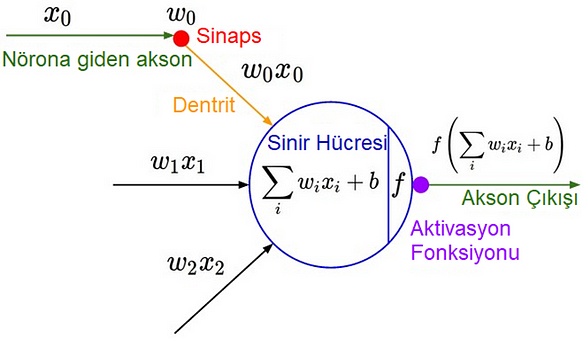 x₀
w₀
Sinaps
Nörona giden akson
w₀x₀
Dentrit
Sinir Hücresi
f(∑ᵢ wᵢxᵢ + b)
w₁x₁
∑ᵢ wᵢxᵢ + b
f
Akson Çıkışı
Aktivasyon
Fonksiyonu
w₂x₂